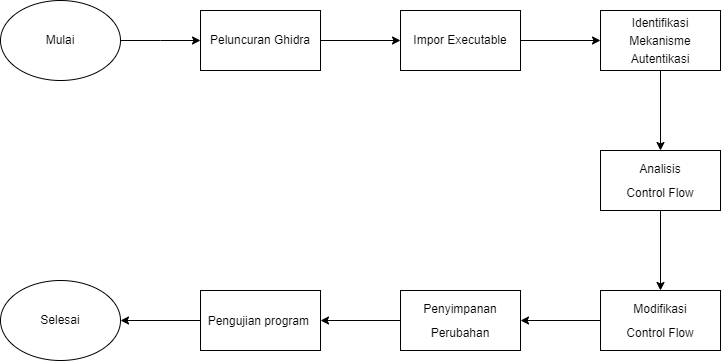 Mulai
Peluncuran Ghidra
Impor Executable
Identifikasi
Mekanisme
Autentikasi
Analisis
Control Flow
Modifikasi
Control Flow
Penyimpanan
Perubahan
Pengujian program
Selesai